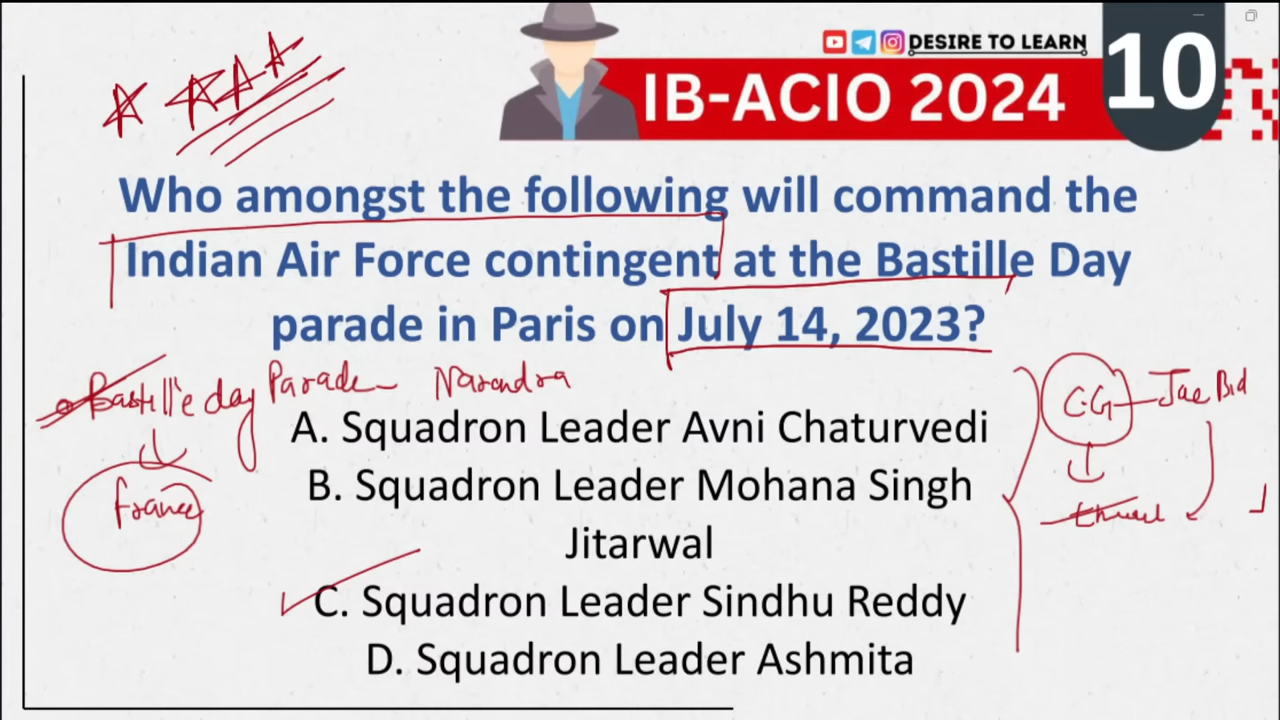 DESIRE TO LEARN
10
IB-ACIO 2024
Who amongst the following will command the
Indian Air Force contingent at the Bastille Day
parade in Paris on July 14, 2023?
Bastille day Parade - Narendra
France
A. Squadron Leader Avni Chaturvedi
B. Squadron Leader Mohana Singh
Jitarwal
C. Squadron Leader Sindhu Reddy
D. Squadron Leader Ashmita
CG - Joe Bid